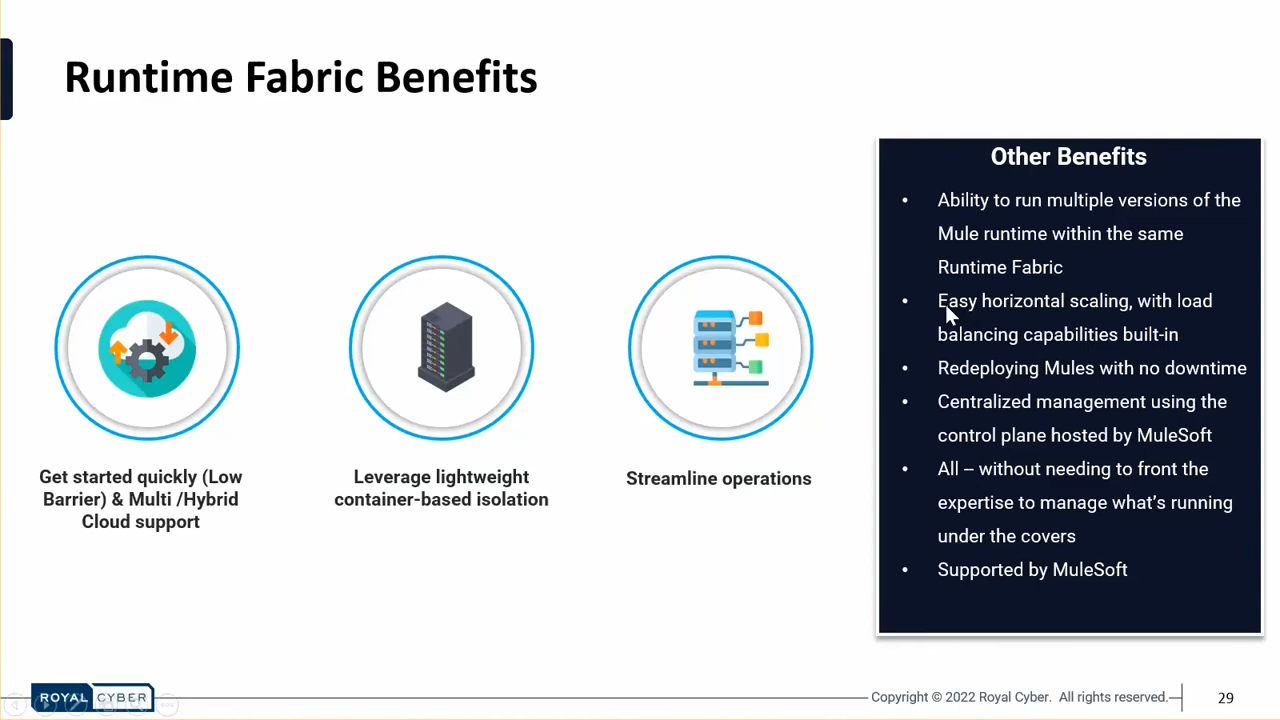 Runtime Fabric Benefits
Get started quickly (Low
Barrier) & Multi /Hybrid
Cloud support
Leverage lightweight
container-based isolation
Streamline operations
Other Benefits
• Ability to run multiple versions of the
Mule runtime within the same
Runtime Fabric
• Easy horizontal scaling, with load
balancing capabilities built-in
• Redeploying Mules with no downtime
• Centralized management using the
control plane hosted by MuleSoft
• All – without needing to front the
expertise to manage what's running
under the covers
• Supported by MuleSoft
ROYAL CYBER
Copyright © 2022 Royal Cyber. All rights reserved.
29